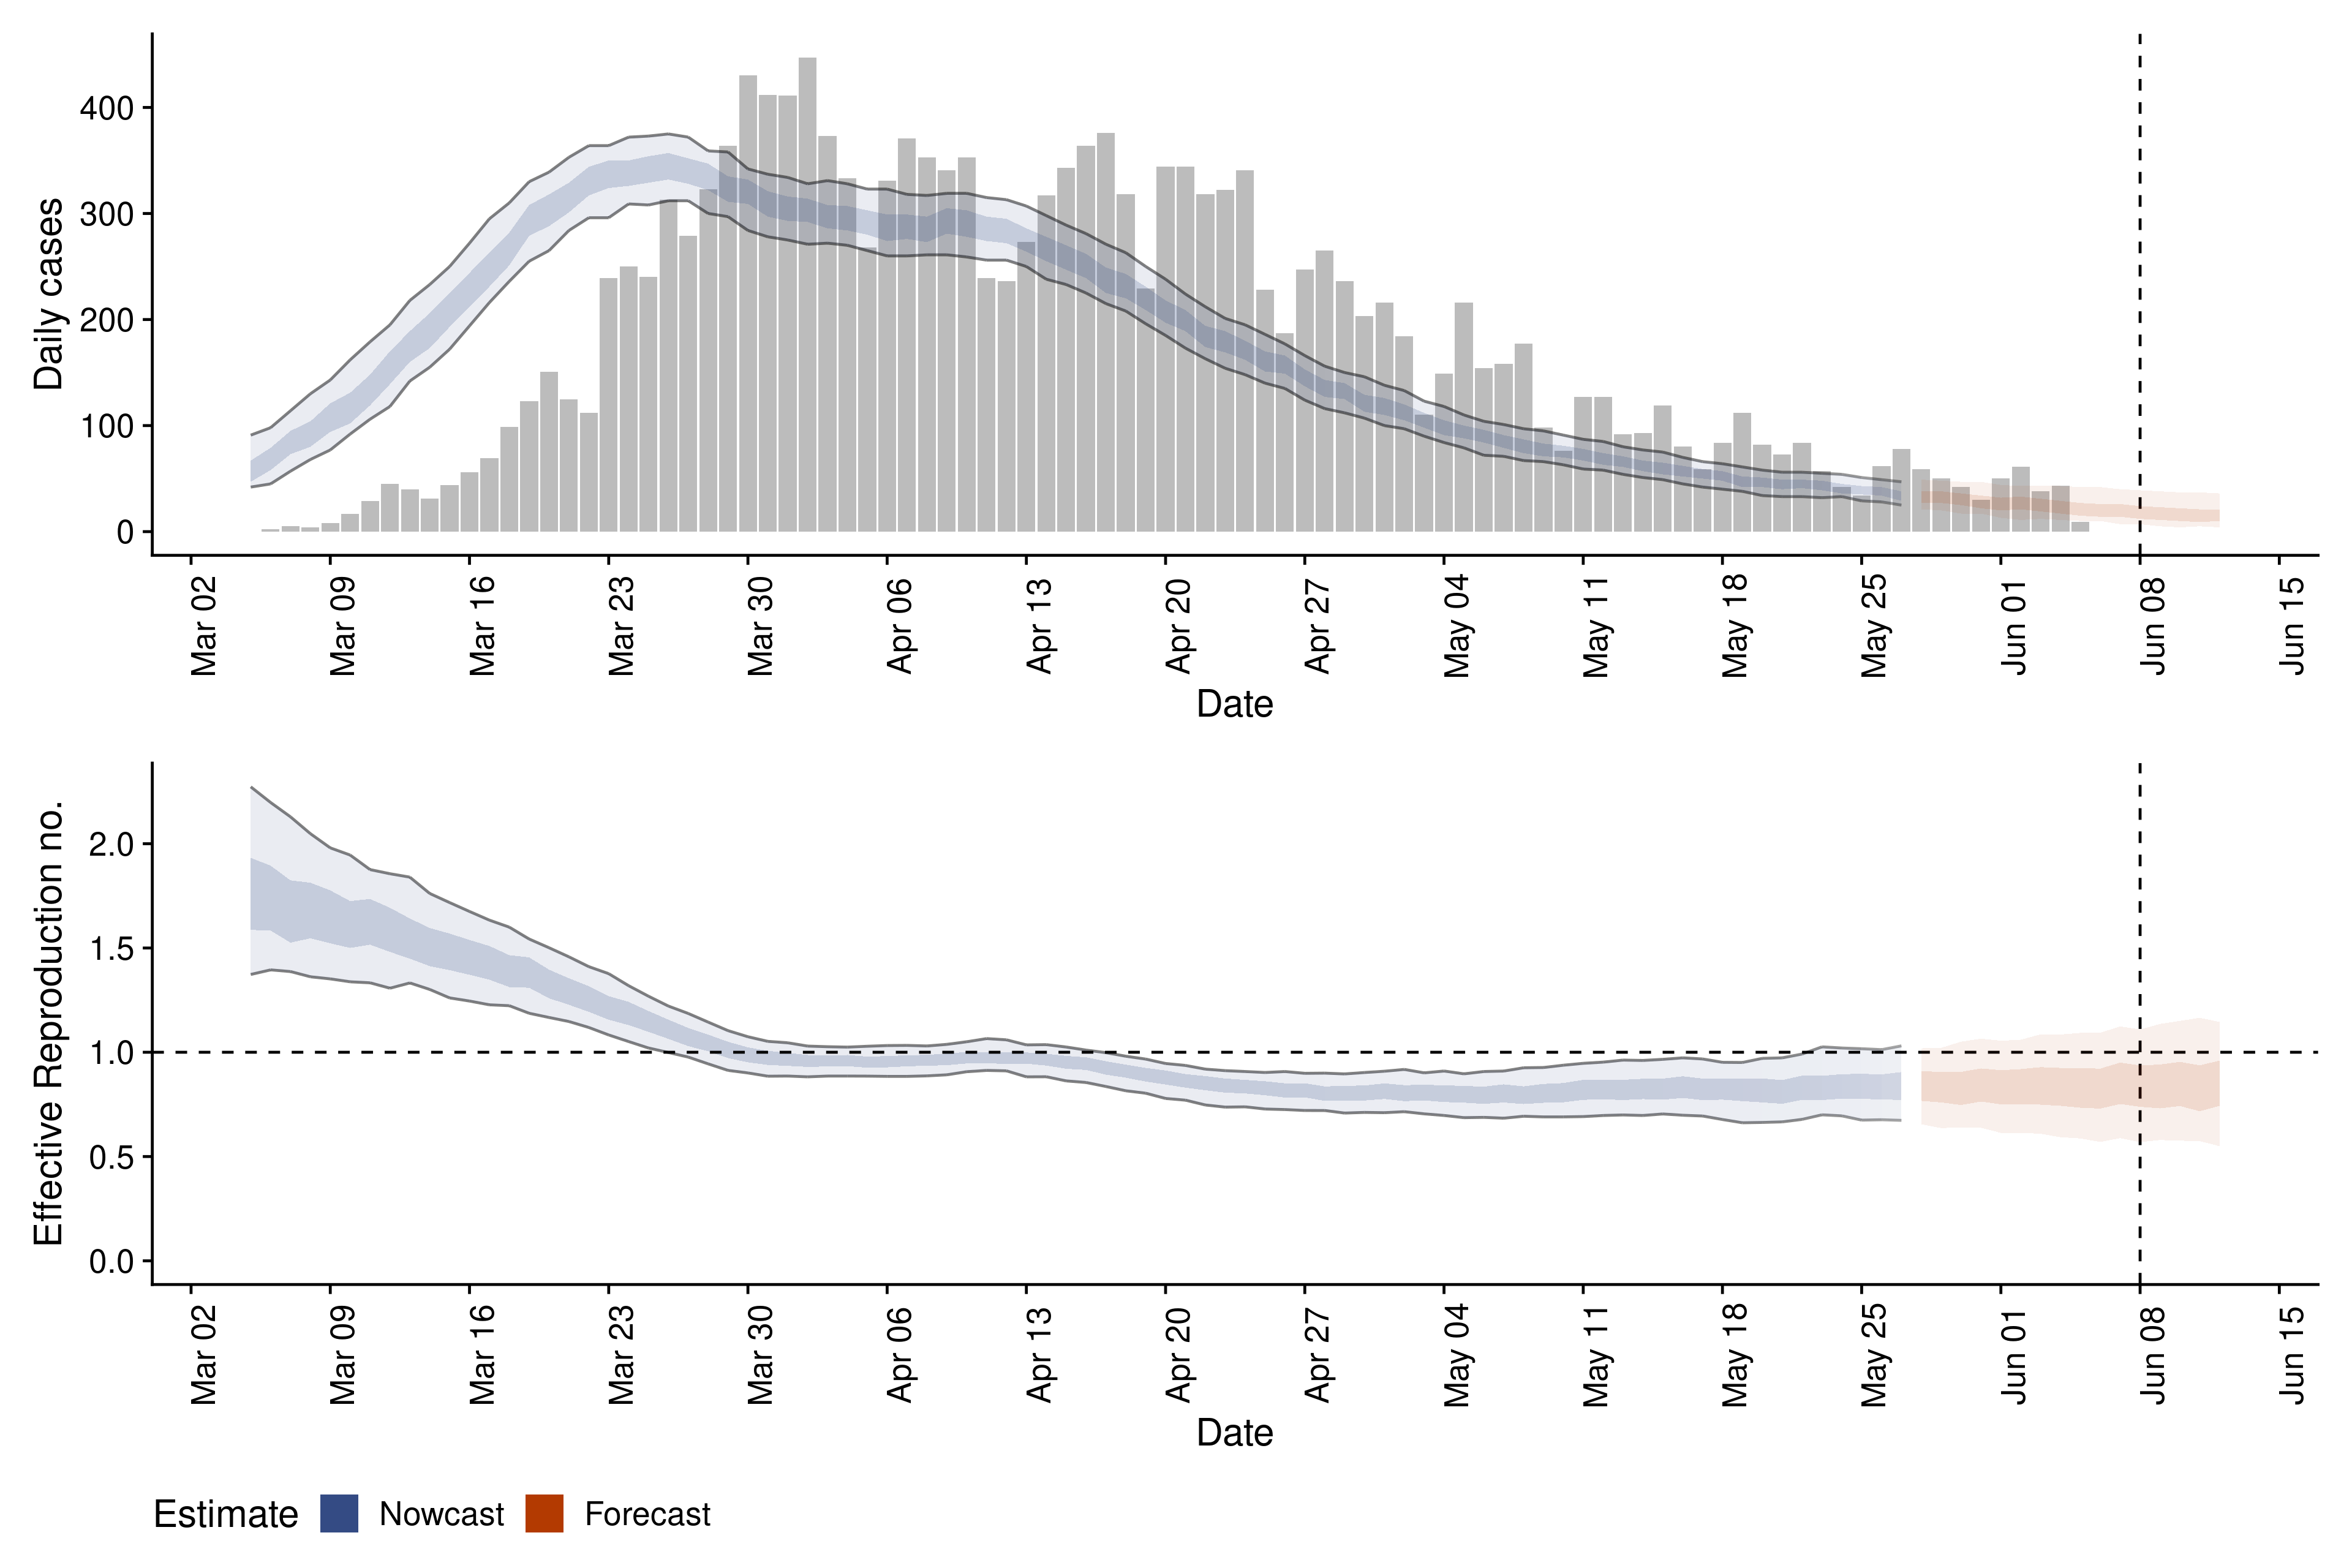 Daily cases
400
300
200
100
0
Mar 02
Mar 09
Mar 16
Mar 23
Mar 30
Apr 06
Apr 13
Apr 20
Apr 27
May 04
May 11
May 18
May 25
Jun 01
Jun 08
Jun 15
Date
Effective Reproduction no.
2.0
1.5
1.0
0.5
0.0
Mar 02
Mar 09
Mar 16
Mar 23
Mar 30
Apr 06
Apr 13
Apr 20
Apr 27
May 04
May 11
May 18
May 25
Jun 01
Jun 08
Jun 15
Date
Estimate Nowcast Forecast